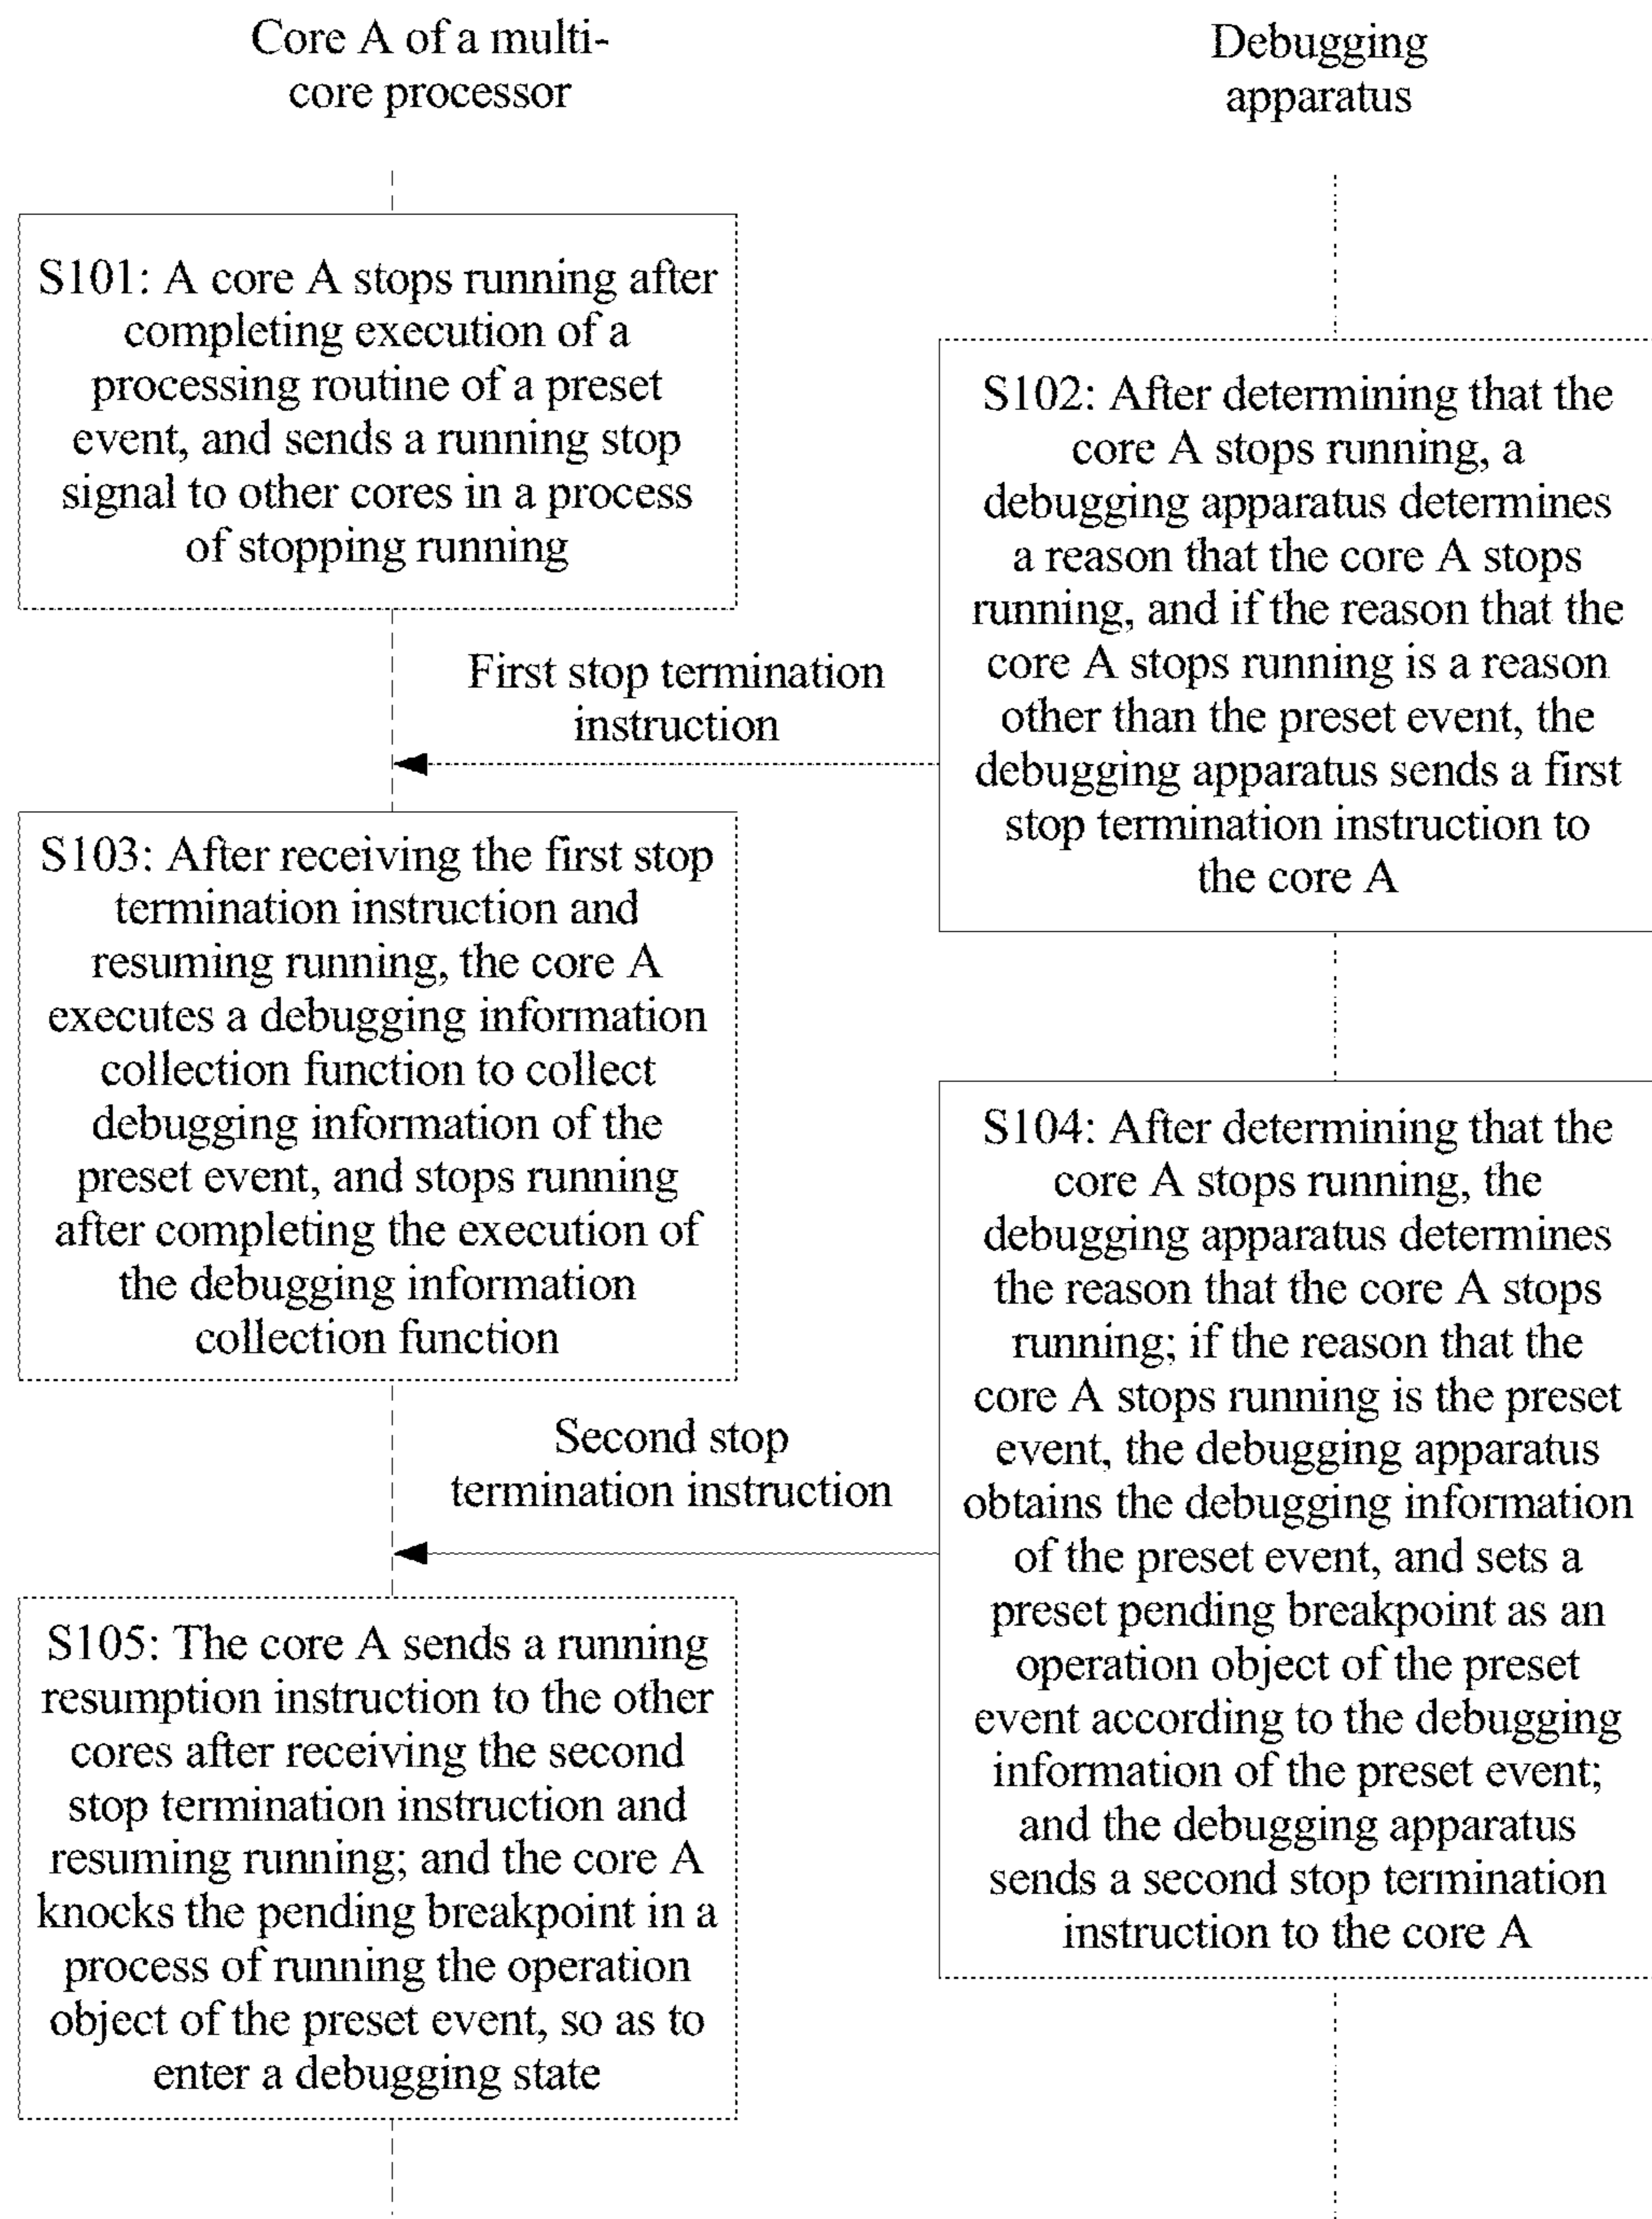 Core A of a multi-
core processor
Debugging
apparatus
S101: A core A stops running after
completing execution of a
processing routine of a preset
event, and sends a running stop
signal to other cores in a process
of stopping running
S102: After determining that the
core A stops running, a
debugging apparatus determines
a reason that the core A stops
running, and if the reason that the
core A stops running is a reason
other than the preset event, the
debugging apparatus sends a first
stop termination instruction to
the core A
First stop termination
instruction
S103: After receiving the first stop
termination instruction and
resuming running, the core A
executes a debugging information
collection function to collect
debugging information of the
preset event, and stops running
after completing the execution of
the debugging information
collection function
S104: After determining that the
core A stops running, the
debugging apparatus determines
the reason that the core A stops
running; if the reason that the
core A stops running is the preset
event, the debugging apparatus
obtains the debugging information
of the preset event, and sets a
preset pending breakpoint as an
operation object of the preset
event according to the debugging
information of the preset event;
and the debugging apparatus
sends a second stop termination
instruction to the core A
Second stop
termination instruction
S105: The core A sends a running
resumption instruction to the other
cores after receiving the second
stop termination instruction and
resuming running; and the core A
knocks the pending breakpoint in a
process of running the operation
object of the preset event, so as to
enter a debugging state